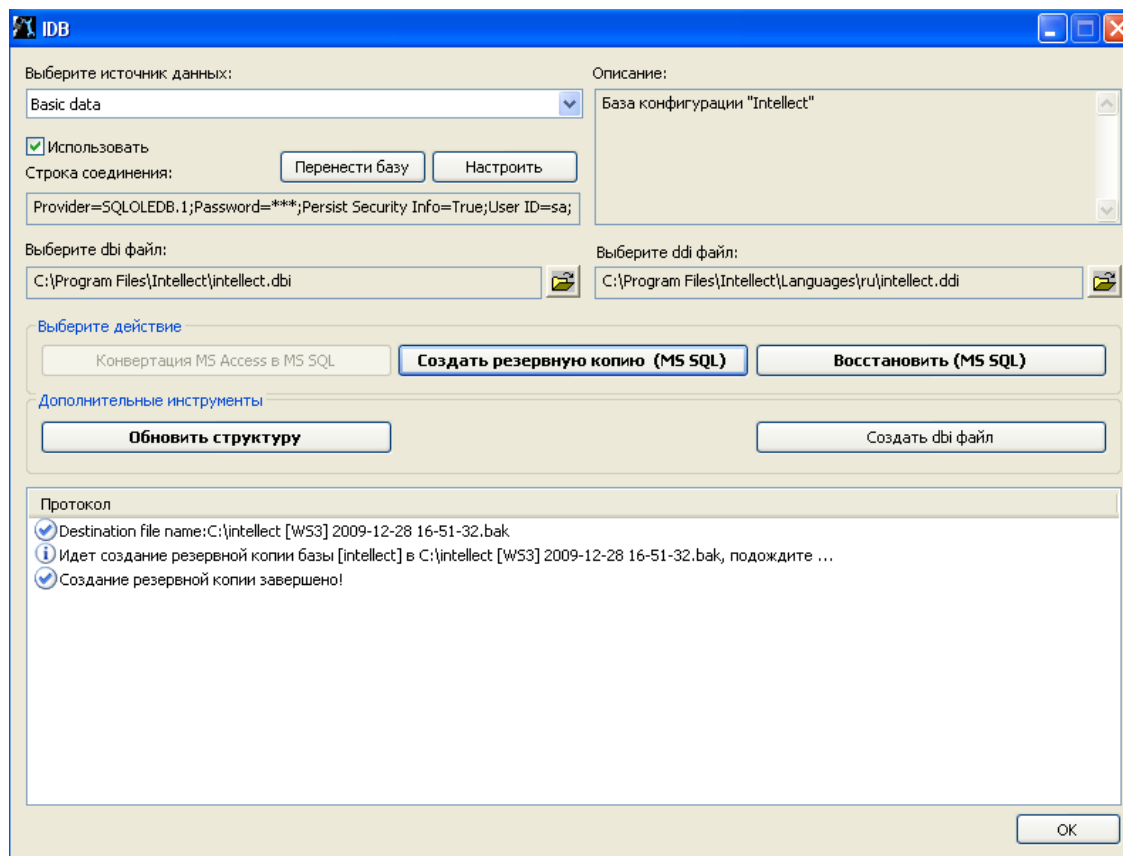 IDB
Выберите источник данных:
Описание:
Basic data
База конфигурации "Intellect"
Использовать
Перенести базу
Настроить
Строка соединения:
Provider=SQLOLEDB.1;Password=***;Persist Security Info=True;User ID=sa;
Выберите dbi файл:
Выберите ddi файл:
C:\Program Files\Intellect\intellect.dbi
C:\Program Files\Intellect\Languages\ru\intellect.ddi
Выберите действие
Конвертация MS Access в MS SQL
Создать резервную копию (MS SQL)
Восстановить (MS SQL)
Дополнительные инструменты
Обновить структуру
Создать dbi файл
Протокол
Destination file name:C:\intellect [WS3] 2009-12-28 16-51-32.bak
Идет создание резервной копии базы [intellect] в C:\intellect [WS3] 2009-12-28 16-51-32.bak, подождите ...
Создание резервной копии завершено!
OK